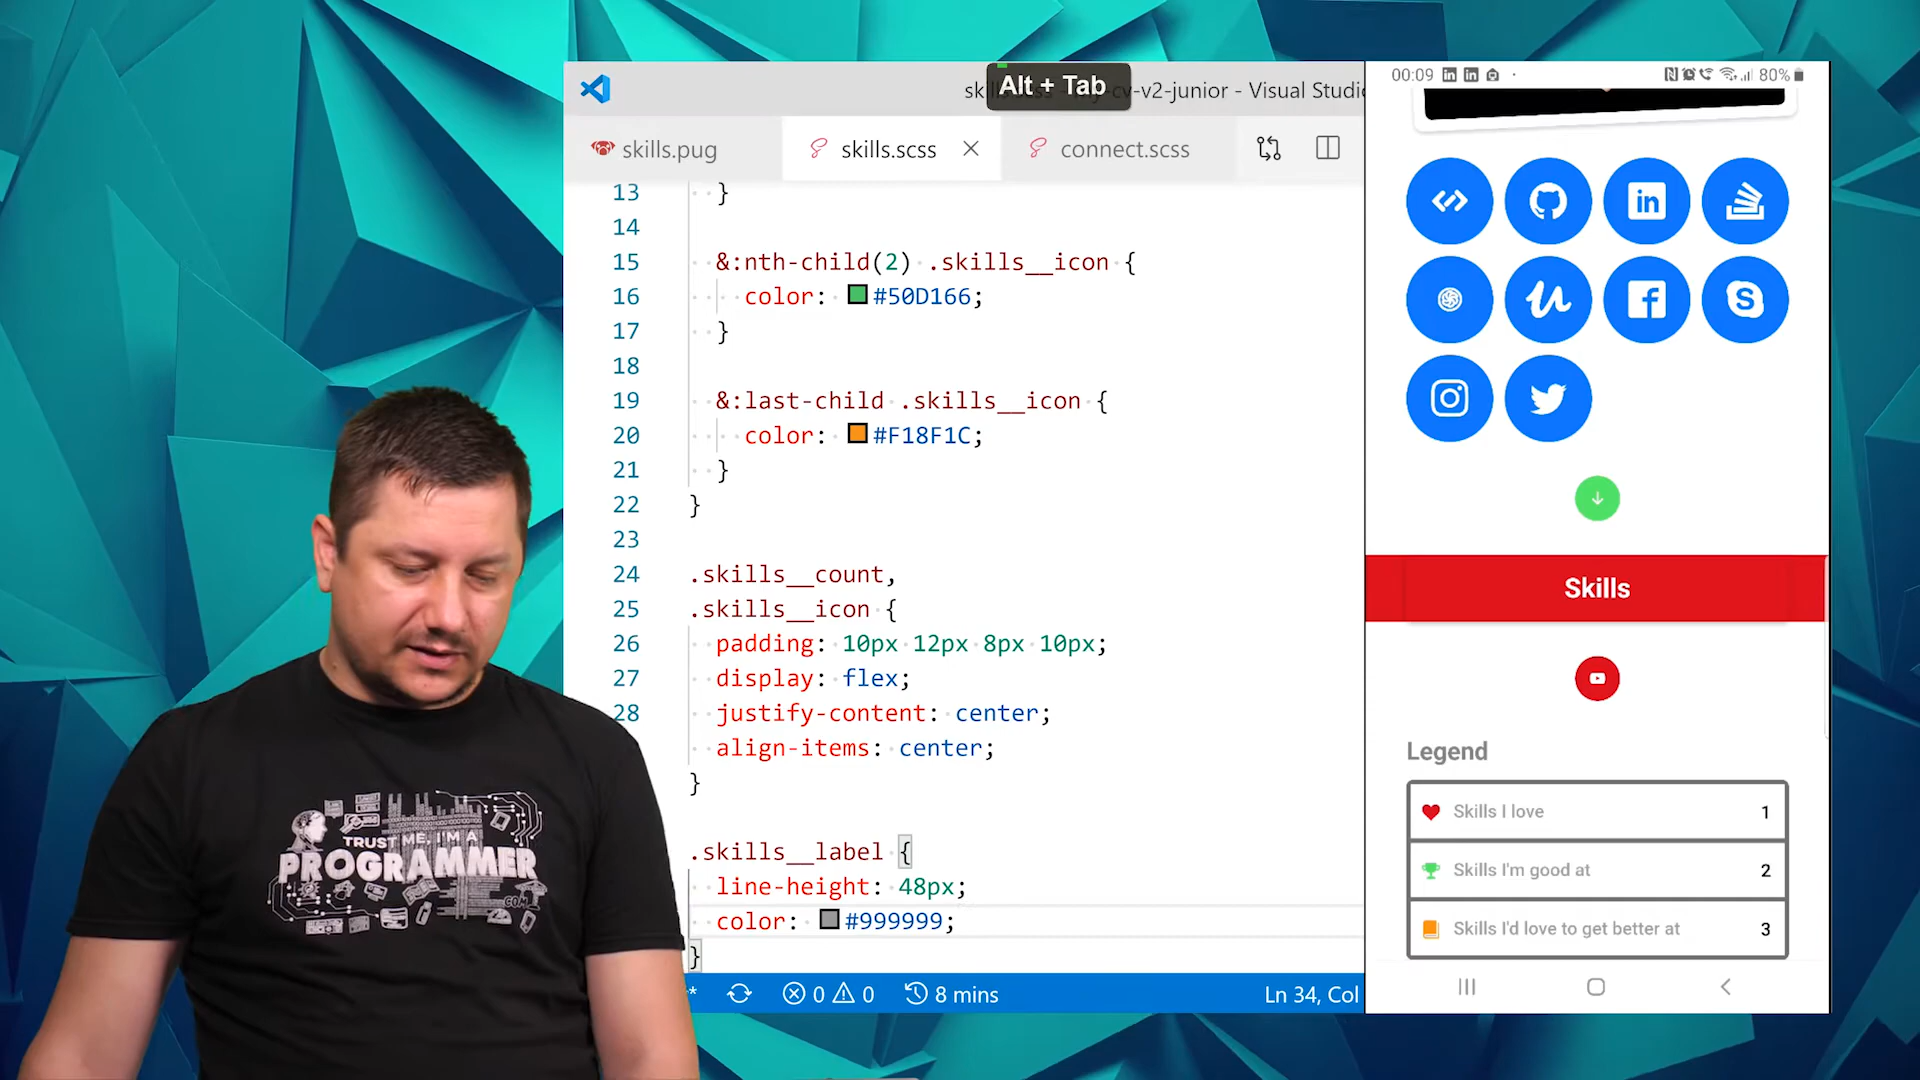 Alt + Tab
skills.pug
skills.scss
connect.scss
13 }
14
15 &:nth-child(2) .skills__icon {
16 color: #50D166;
17 }
18
19 &:last-child .skills__icon {
20 color: #F18F1C;
21 }
22 }
23
24 .skills__count,
25 .skills__icon {
26 padding: 10px 12px 8px 10px;
27 display: flex;
28 justify-content: center;
align-items: center;
}
.skills__label {
line-height: 48px;
color: #999999;
}
0 0 8 mins Ln 34, Col
00:09 80%
Skills
Legend
Skills I love 1
Skills I'm good at 2
Skills I'd love to get better at 3
TRUST ME, I'M A
PROGRAMMER
.COM